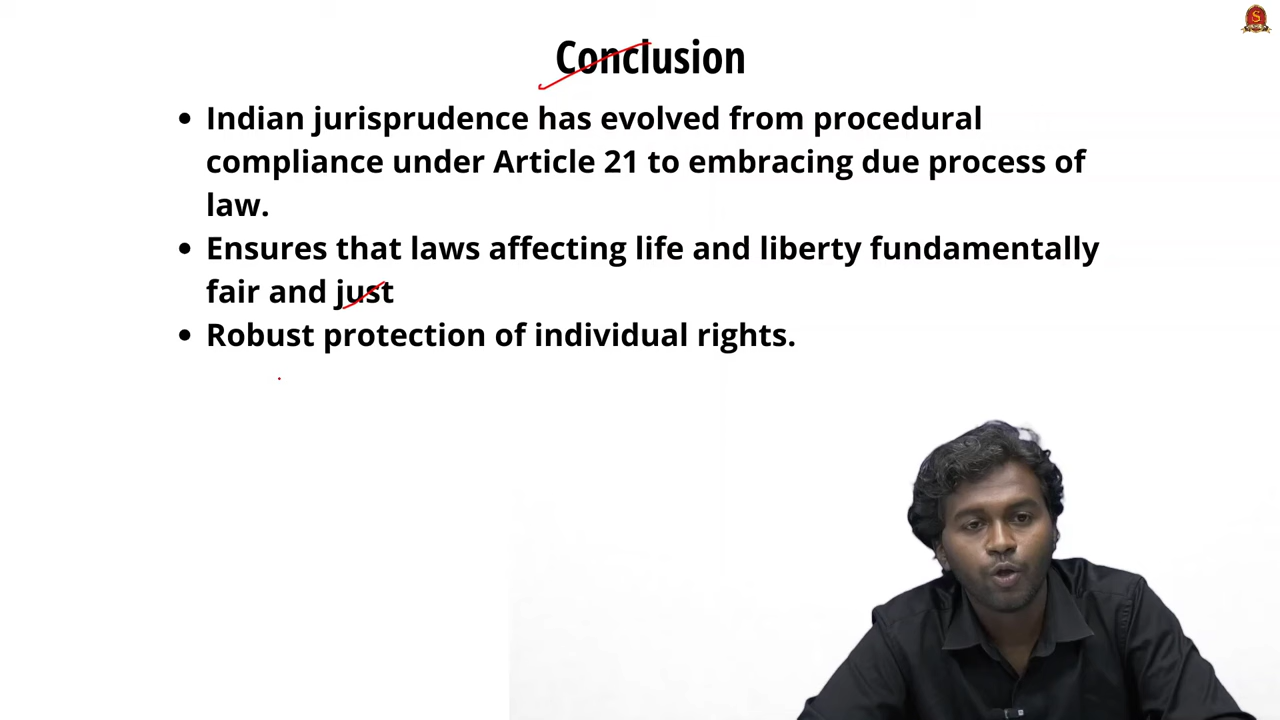 Conclusion
• Indian jurisprudence has evolved from procedural
compliance under Article 21 to embracing due process of
law.
• Ensures that laws affecting life and liberty fundamentally
fair and just
• Robust protection of individual rights.